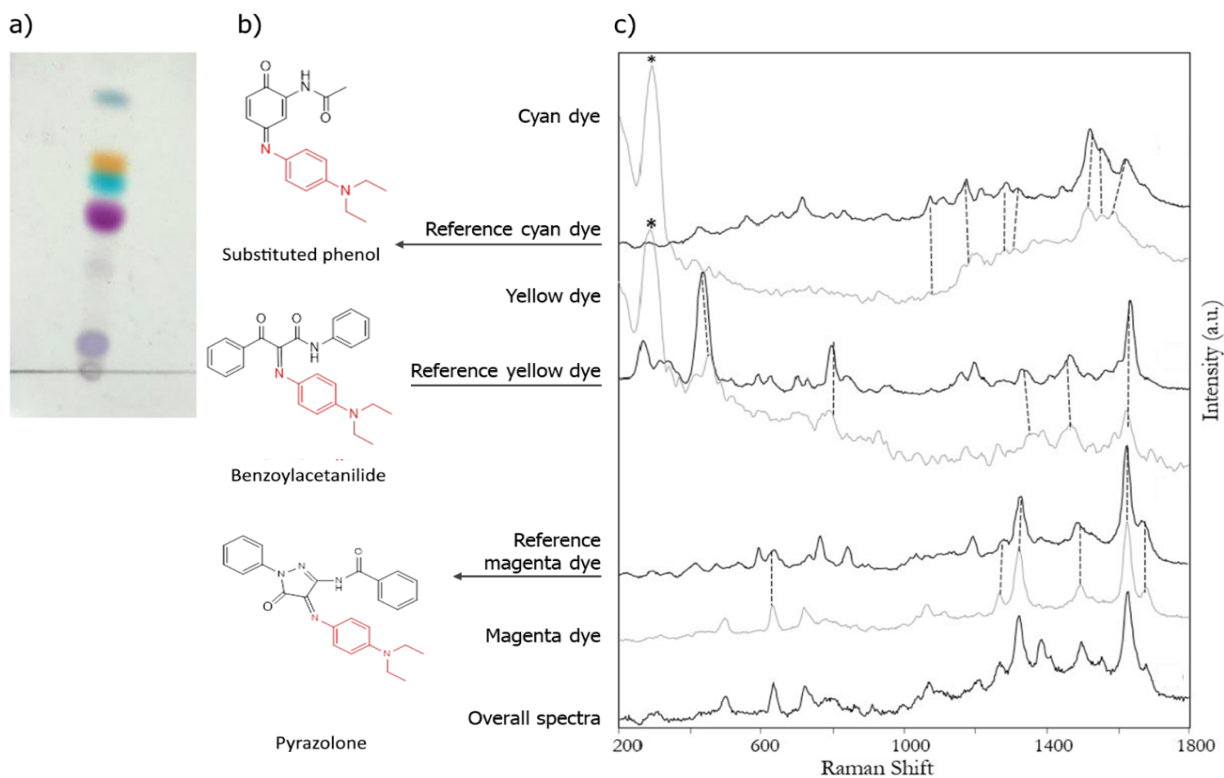 a)
b)
c)
O
H
N
O
N
N
Substituted phenol
O
O
N
H
N
N
Benzoylacetanilide
N
N
O
N
H
O
N
N
Pyrazolone
*
*
Cyan dye
Reference cyan dye
Yellow dye
Reference yellow dye
Reference
magenta dye
Magenta dye
Overall spectra
Intensity (a.u.)
200 600 1000 1400 1800
Raman Shift